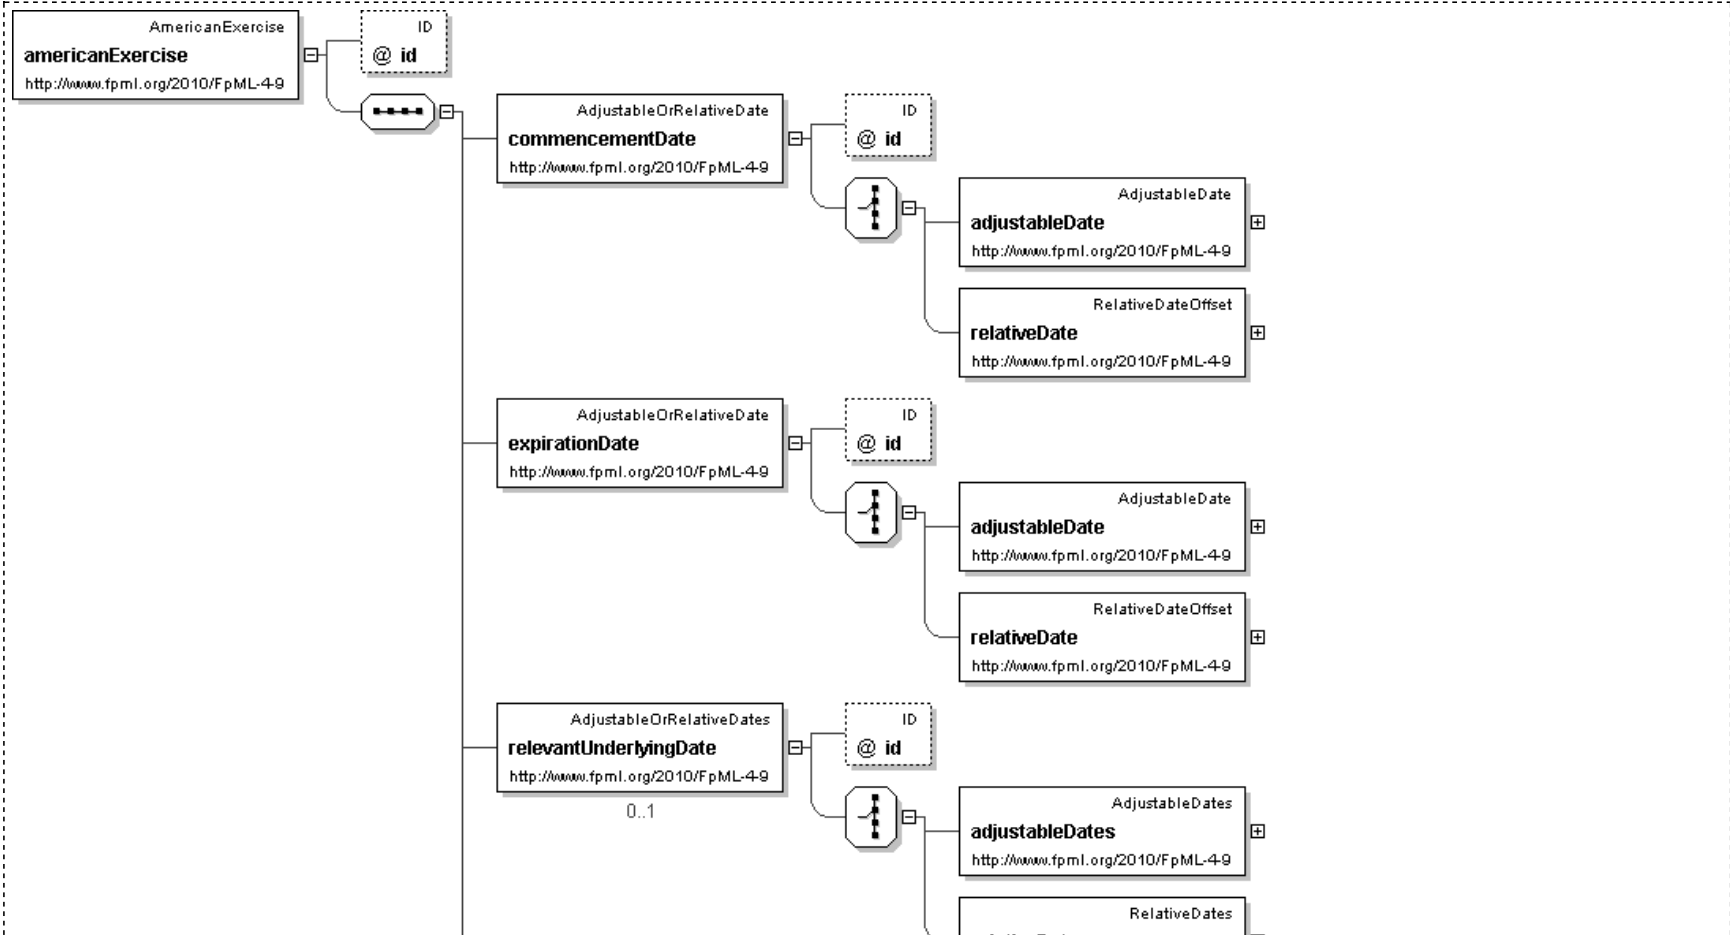 AmericanExercise
americanExercise
http://www.fpml.org/2010/FpML-4-9
ID
@ id
AdjustableOrRelativeDate
commencementDate
http://www.fpml.org/2010/FpML-4-9
ID
@ id
AdjustableDate
adjustableDate
http://www.fpml.org/2010/FpML-4-9
RelativeDateOffset
relativeDate
http://www.fpml.org/2010/FpML-4-9
AdjustableOrRelativeDate
expirationDate
http://www.fpml.org/2010/FpML-4-9
ID
@ id
AdjustableDate
adjustableDate
http://www.fpml.org/2010/FpML-4-9
RelativeDateOffset
relativeDate
http://www.fpml.org/2010/FpML-4-9
AdjustableOrRelativeDates
relevantUnderlyingDate
http://www.fpml.org/2010/FpML-4-9
0..1
ID
@ id
AdjustableDates
adjustableDates
http://www.fpml.org/2010/FpML-4-9
RelativeDates